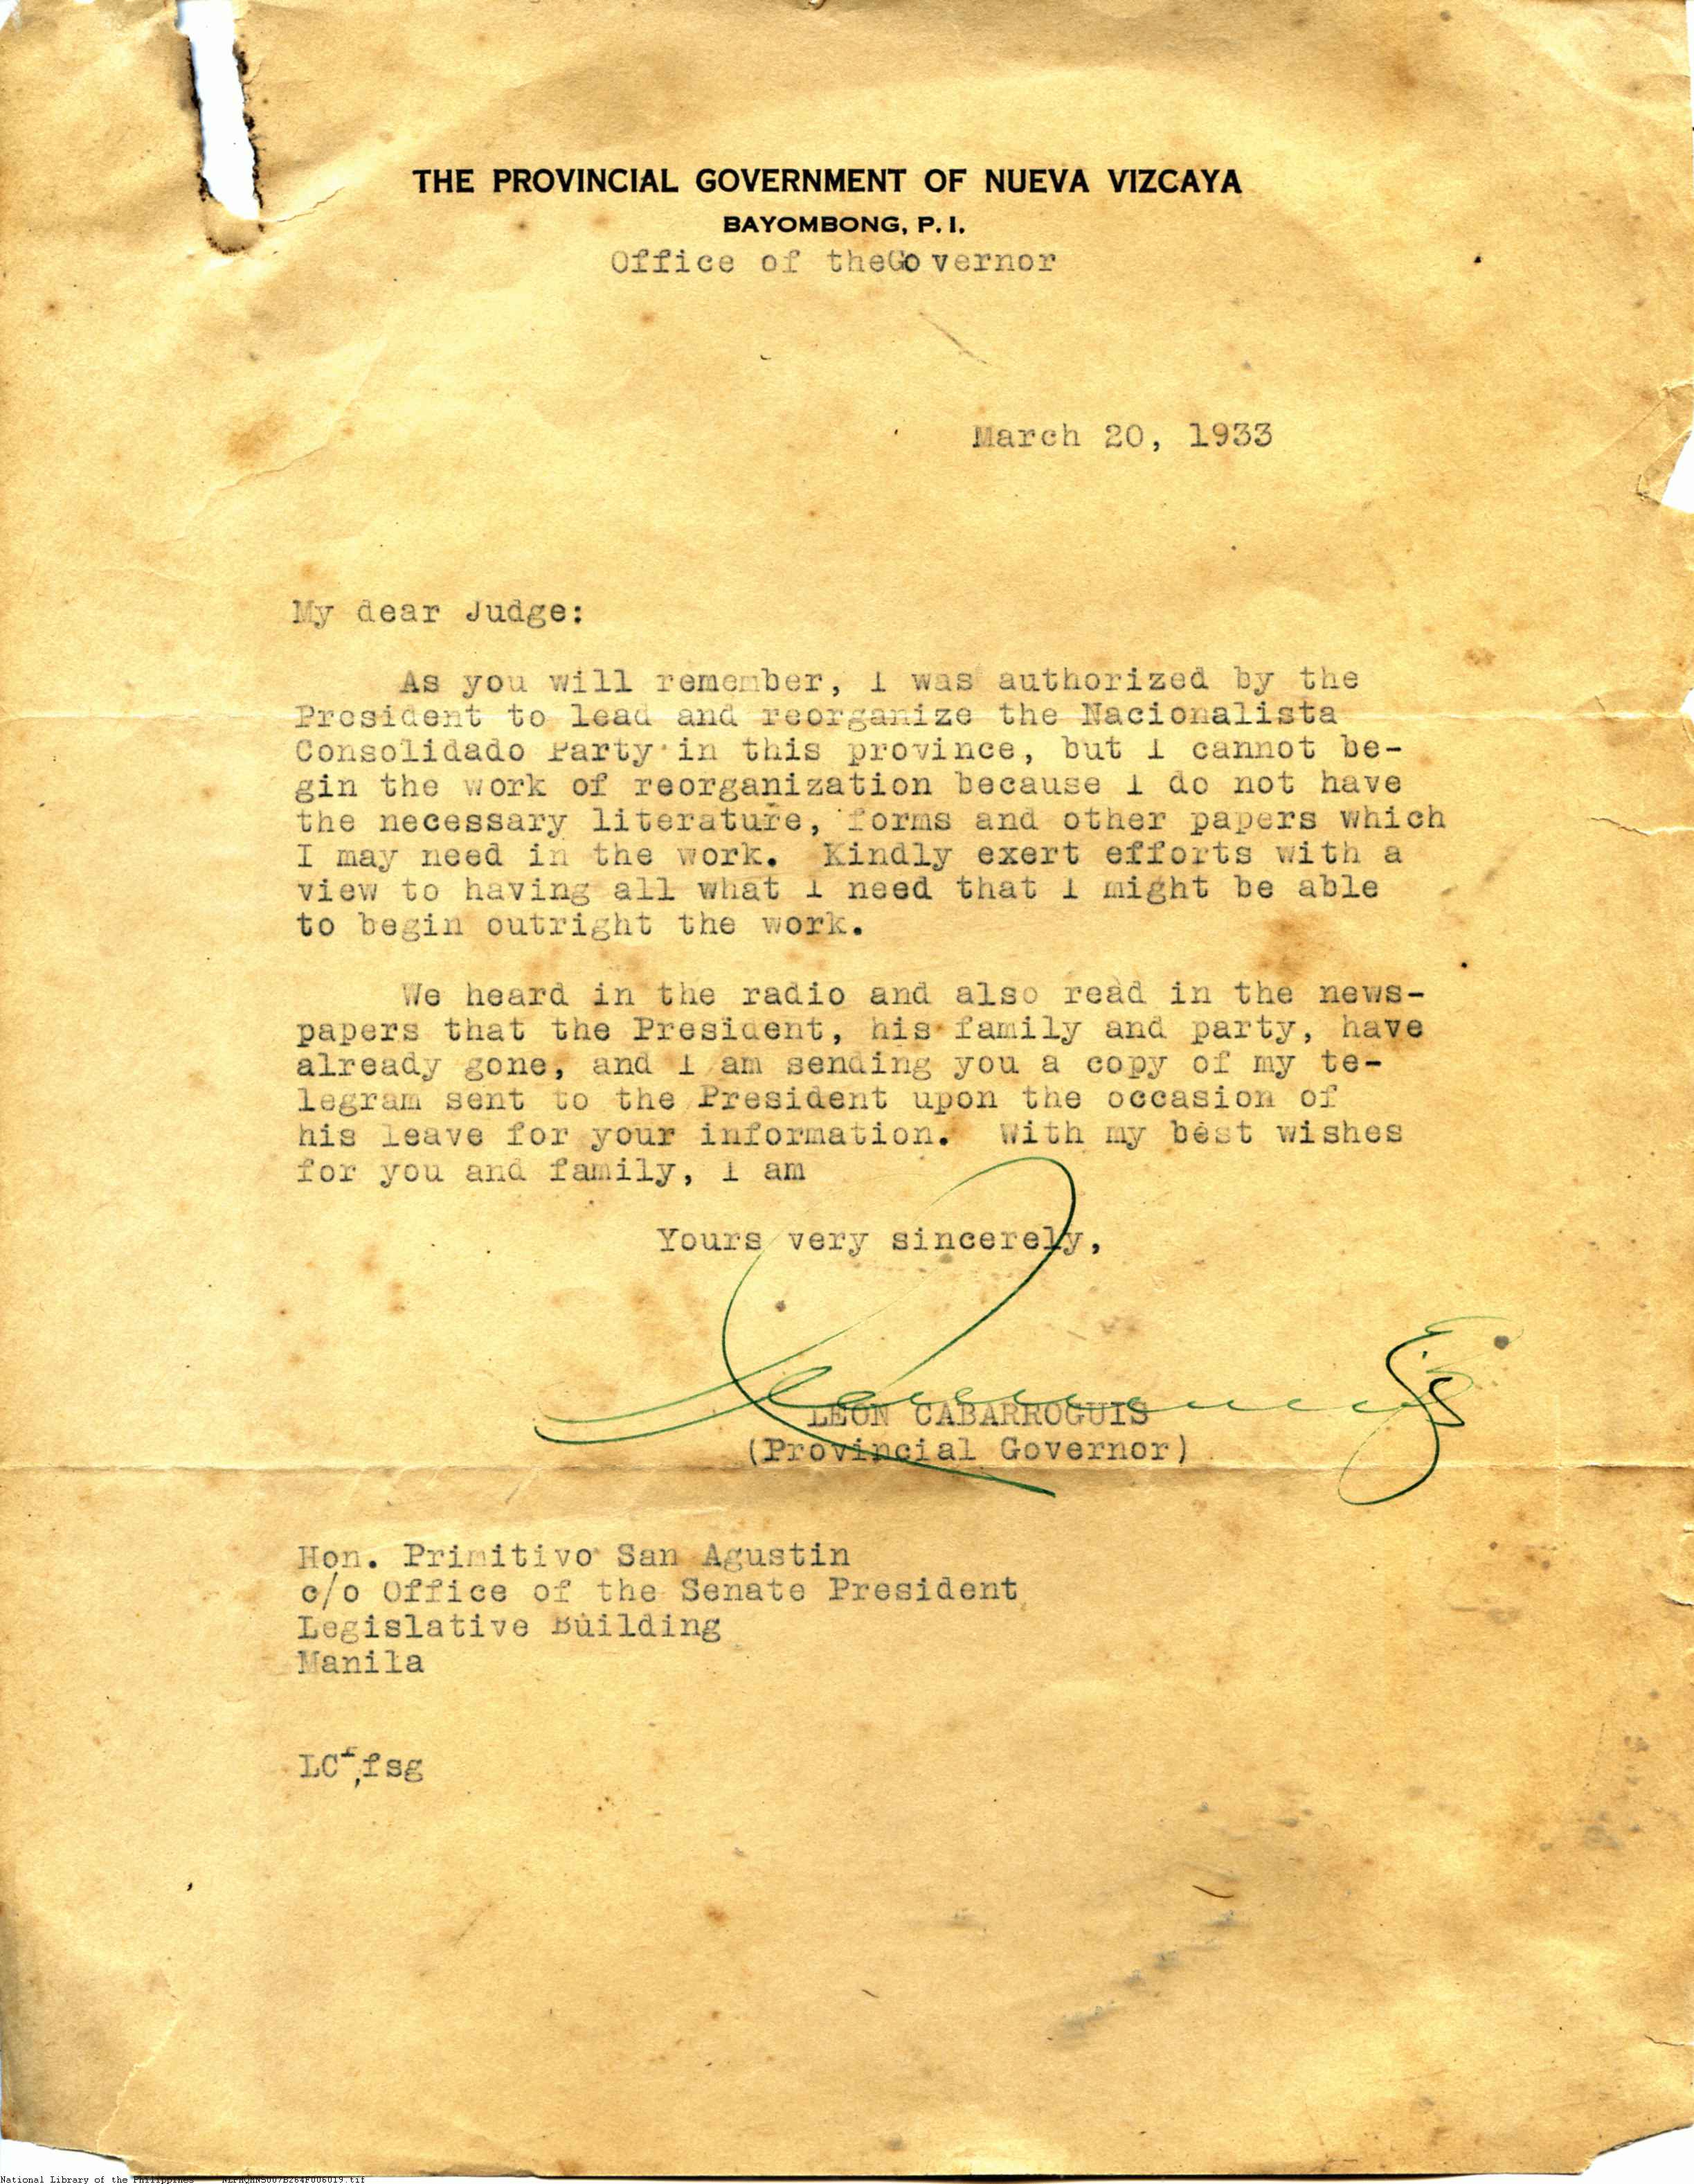 THE PROVINCIAL GOVERNMENT OF NUEVA VIZCAYA
BAYOMBONG, P. I.
Office of theGovernor
March 20, 1933
My dear Judge:
As you will remember, I was authorized by the
President to lead and reorganize the Nacionalista
Consolidado Party in this province, but I cannot be-
gin the work of reorganization because I do not have
the necessary literature, forms and other papers which
I may need in the work. Kindly exert efforts with a
view to having all what I need that I might be able
to begin outright the work.
We heard in the radio and also read in the news-
papers that the President, his family and party, have
already gone, and I am sending you a copy of my te-
legram sent to the President upon the occasion of
his leave for your information. With my best wishes
for you and family, I am
Yours very sincerely,
LEON CABARROGUIS
(Provincial Governor)
Hon. Primitivo San Agustin
c/o Office of the Senate President
Legislative Building
Manila
LC,fsg
National Library of the Philippines